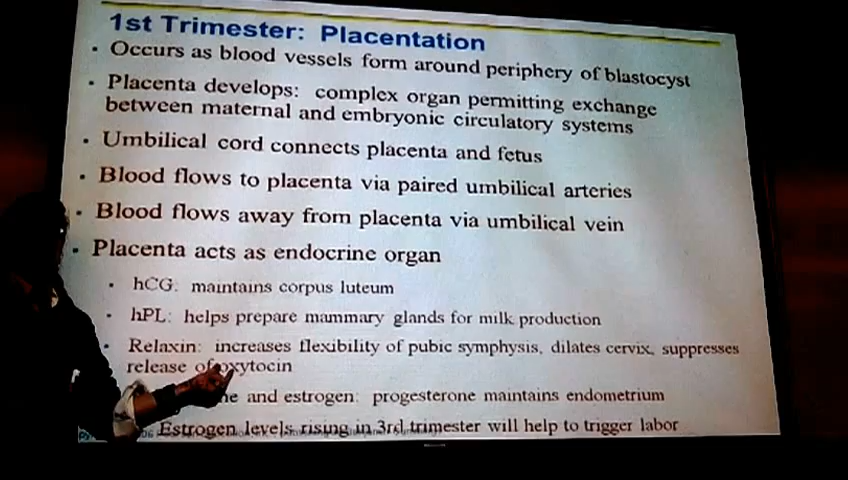 1st Trimester: Placentation
• Occurs as blood vessels form around periphery of blastocyst
• Placenta develops: complex organ permitting exchange
between maternal and embryonic circulatory systems
• Umbilical cord connects placenta and fetus
• Blood flows to placenta via paired umbilical arteries
• Blood flows away from placenta via umbilical vein
• Placenta acts as endocrine organ
• hCG: maintains corpus luteum
• hPL: helps prepare mammary glands for milk production
• Relaxin: increases flexibility of pubic symphysis, dilates cervix, suppresses
release of oxytocin
and estrogen: progesterone maintains endometrium
Estrogen levels rising in 3rd trimester will help to trigger labor